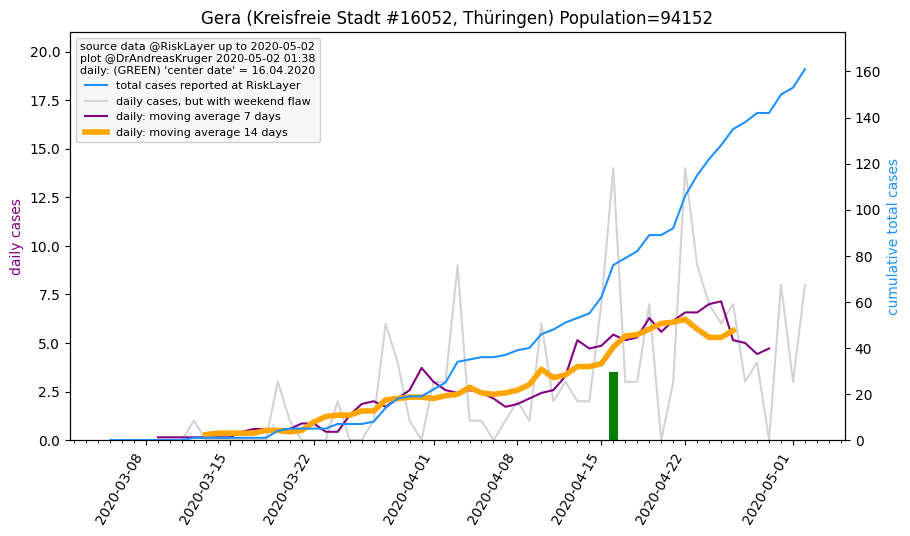 Gera (Kreisfreie Stadt #16052, Thüringen) Population=94152
source data @RiskLayer up to 2020-05-02
plot @DrAndreasKruger 2020-05-02 01:38
daily: (GREEN) 'center date' = 16.04.2020
total cases reported at RiskLayer
daily cases, but with weekend flaw
daily: moving average 7 days
daily: moving average 14 days
daily cases
20.0
17.5
15.0
12.5
10.0
7.5
5.0
2.5
0.0
160
140
120
100
80
60
40
20
0
cumulative total cases
2020-03-08
2020-03-15
2020-03-22
2020-04-01
2020-04-08
2020-04-15
2020-04-22
2020-05-01